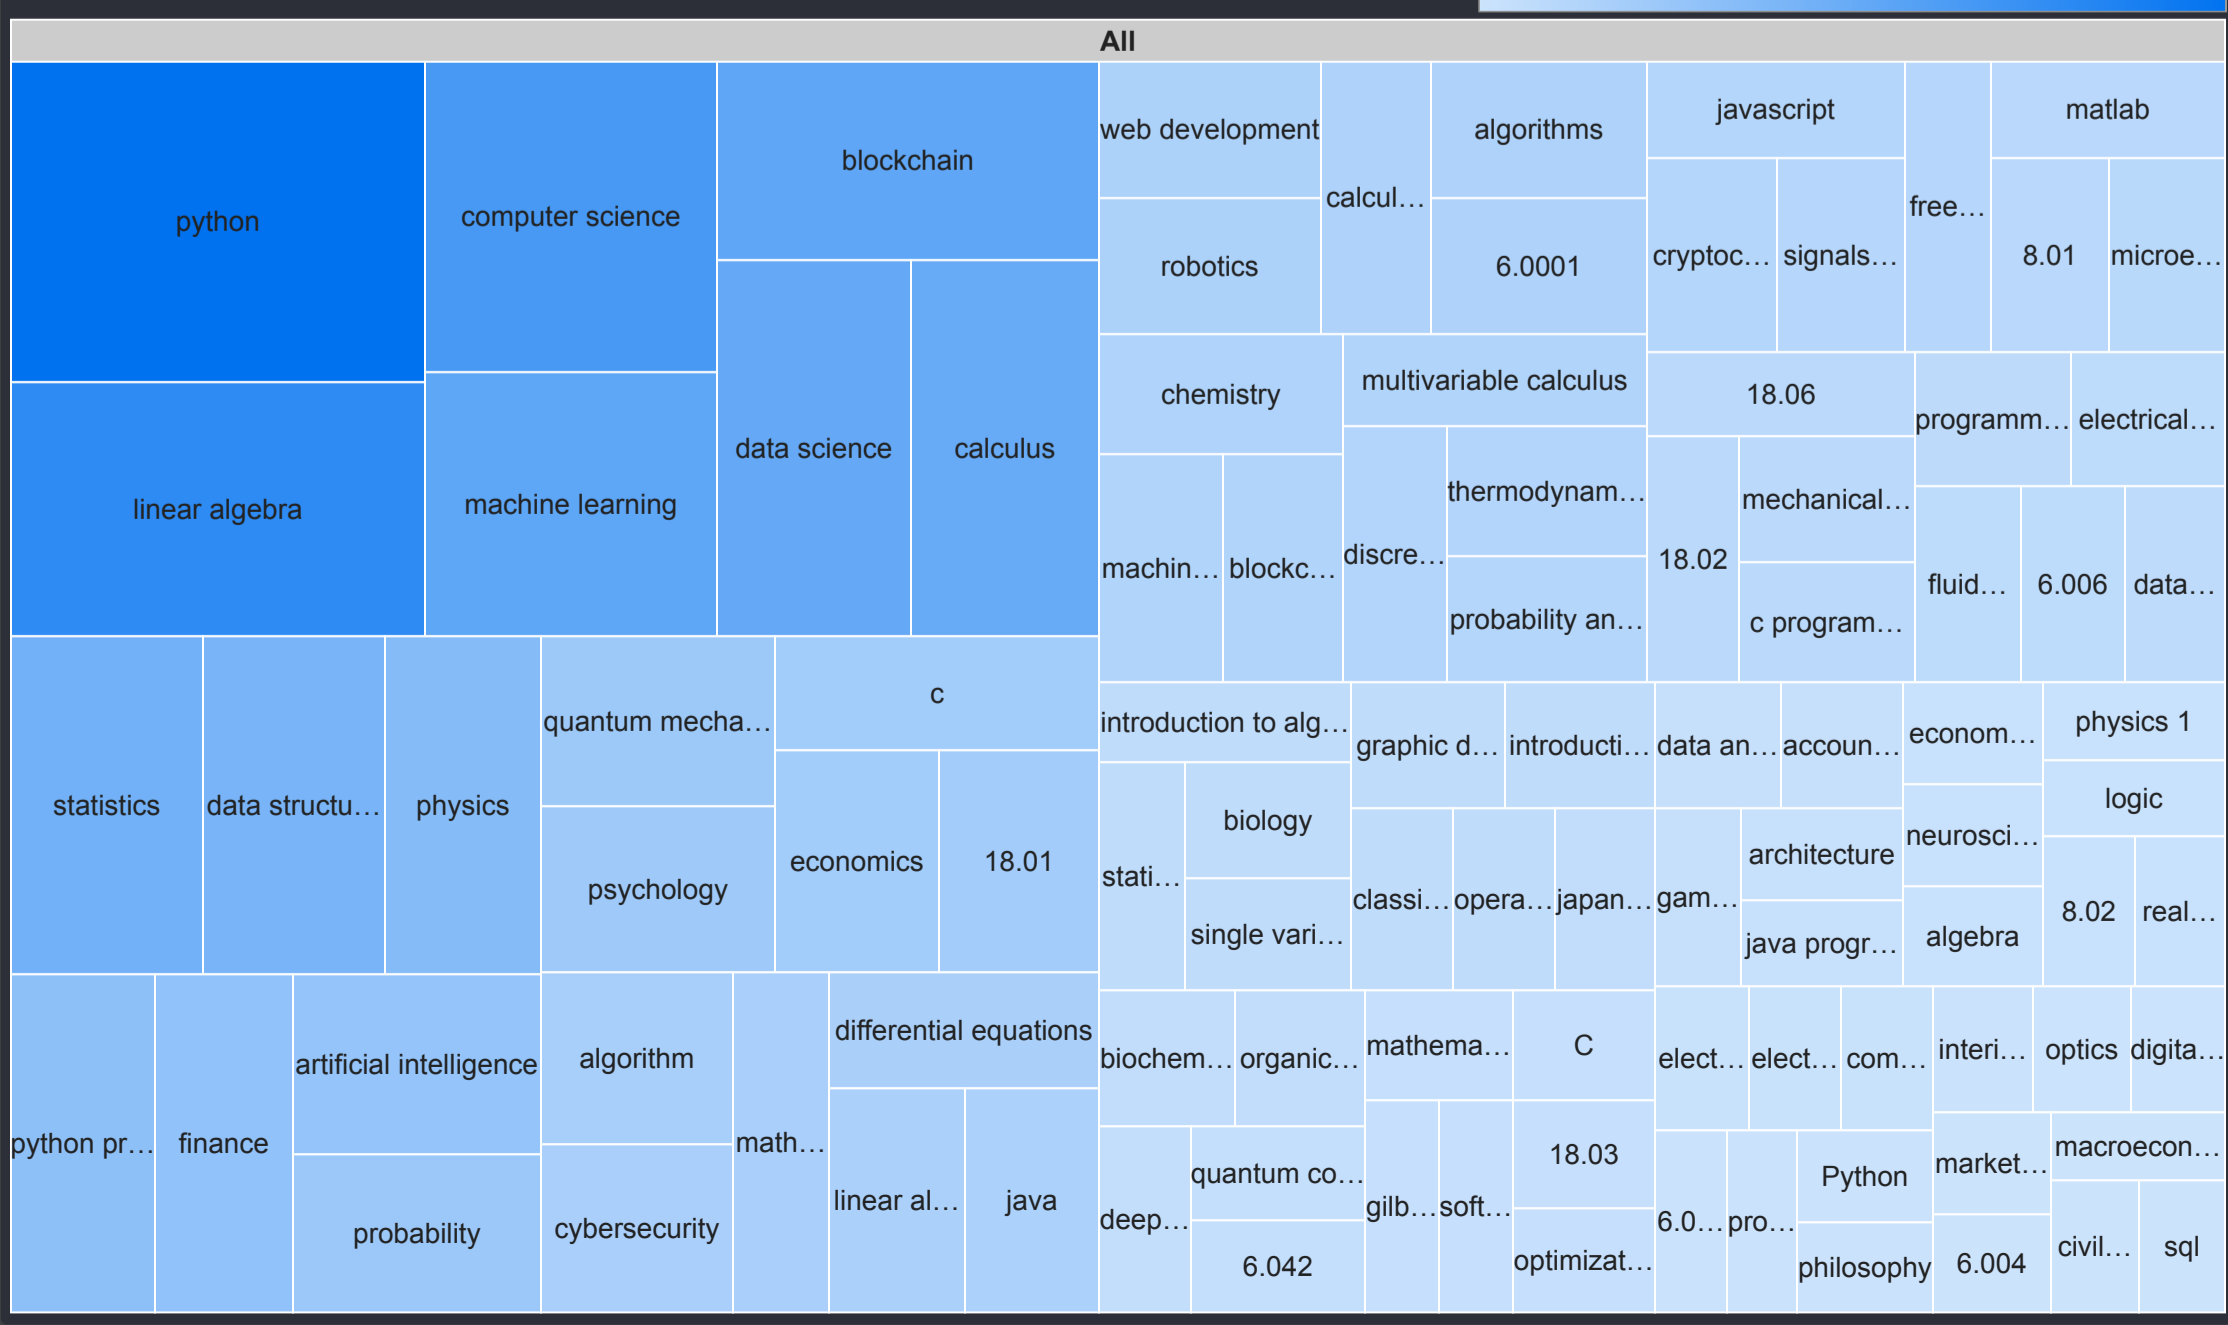 All
python
linear algebra
computer science
machine learning
blockchain
data science
calculus
statistics
data structu…
physics
quantum mecha…
psychology
c
economics
18.01
python pr…
finance
artificial intelligence
probability
algorithm
cybersecurity
math…
differential equations
linear al…
java
web development
robotics
calcul…
algorithms
6.0001
javascript
cryptoc…
signals…
free…
matlab
8.01
microe…
chemistry
machin…
blockc…
multivariable calculus
discre…
thermodynam…
probability an…
18.06
18.02
mechanical…
c program…
programm…
electrical…
fluid…
6.006
data…
introduction to alg…
stati…
biology
single vari…
graphic d…
introducti…
classi…
opera…
japan…
data an…
accoun…
gam…
architecture
java progr…
econom…
neurosci…
algebra
physics 1
logic
8.02
real…
biochem…
organic…
deep…
quantum co…
6.042
mathema…
C
gilb…
soft…
18.03
optimizat…
elect…
elect…
com…
6.0…
pro…
Python
philosophy
interi…
optics
digita…
market…
6.004
macroecon…
civil…
sql